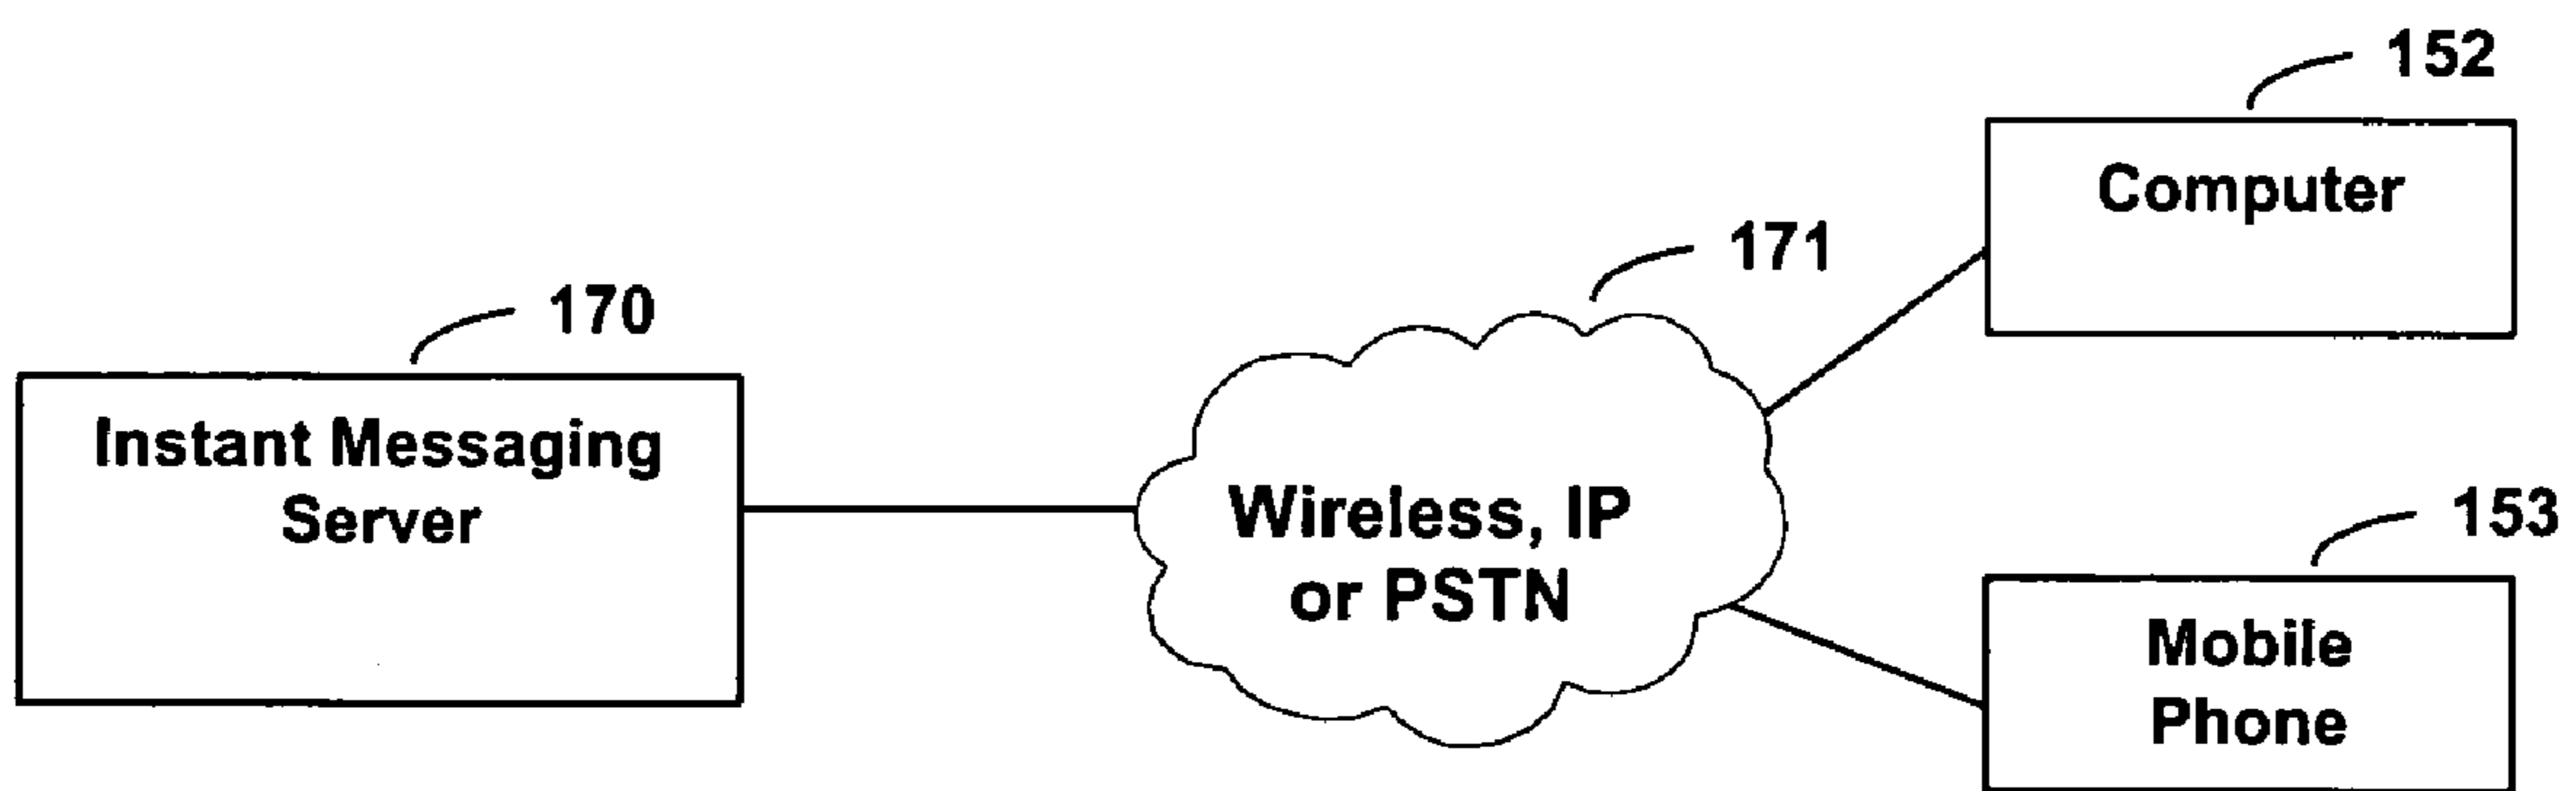 152
Computer
171
170
Instant Messaging
Server
Wireless, IP
or PSTN
153
Mobile
Phone